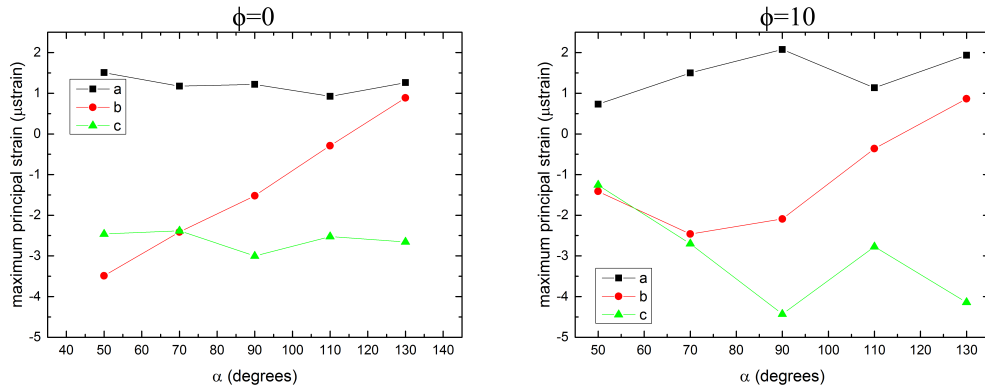 ϕ=0
maximum principal strain (μstrain)
2
1
0
-1
-2
-3
-4
-5
a
b
c
40 50 60 70 80 90 100 110 120 130 140
α (degrees)
ϕ=10
maximum principal strain (μstrain)
2
1
0
-1
-2
-3
-4
-5
a
b
c
50 60 70 80 90 100 110 120 130
α (degrees)